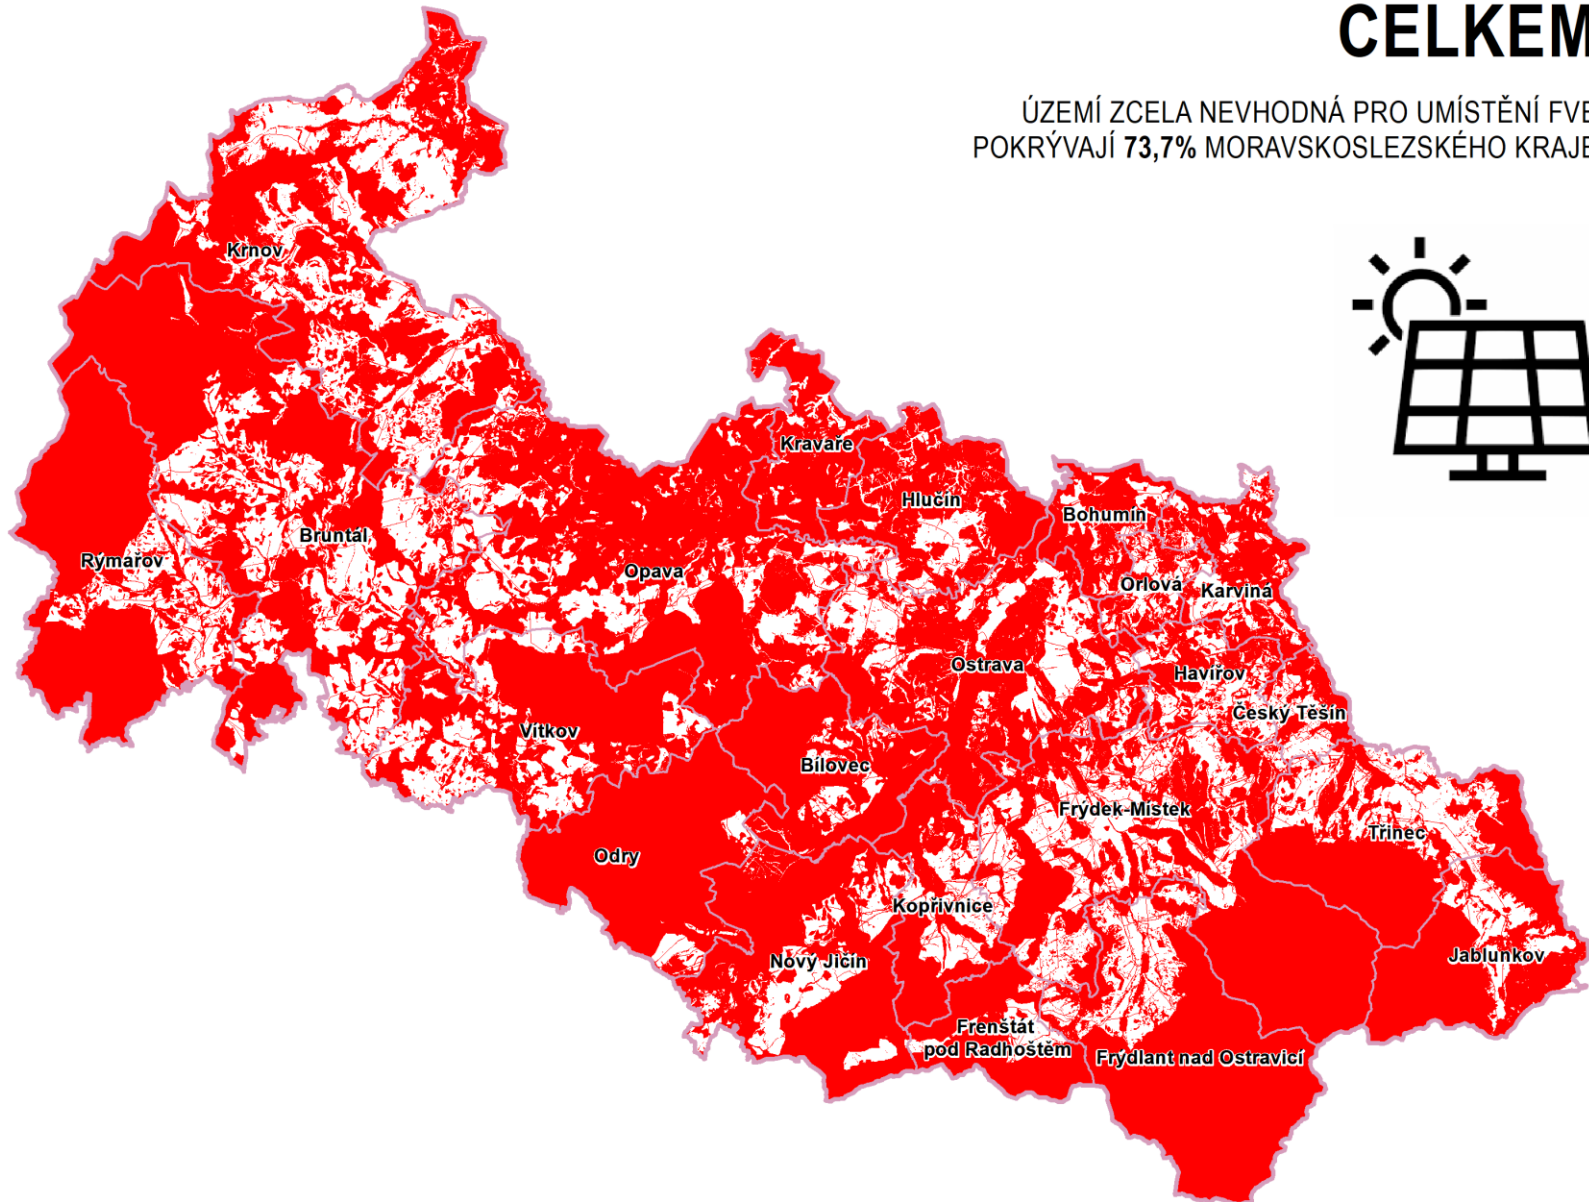 CELKEM
ÚZEMÍ ZCELA NEVHODNÁ PRO UMÍSTĚNÍ FVE
POKRÝVAJÍ 73,7% MORAVSKOSLEZSKÉHO KRAJE
Krnov
Kravaře
Hlučín
Bohumín
Bruntál
Rýmařov
Opava
Orlová
Karviná
Ostrava
Havířov
Český Těšín
Vítkov
Bílovec
Frýdek-Místek
Třinec
Odry
Kopřivnice
Nový Jičín
Jablunkov
Frenštát
pod Radhoštěm
Frýdlant nad Ostravicí